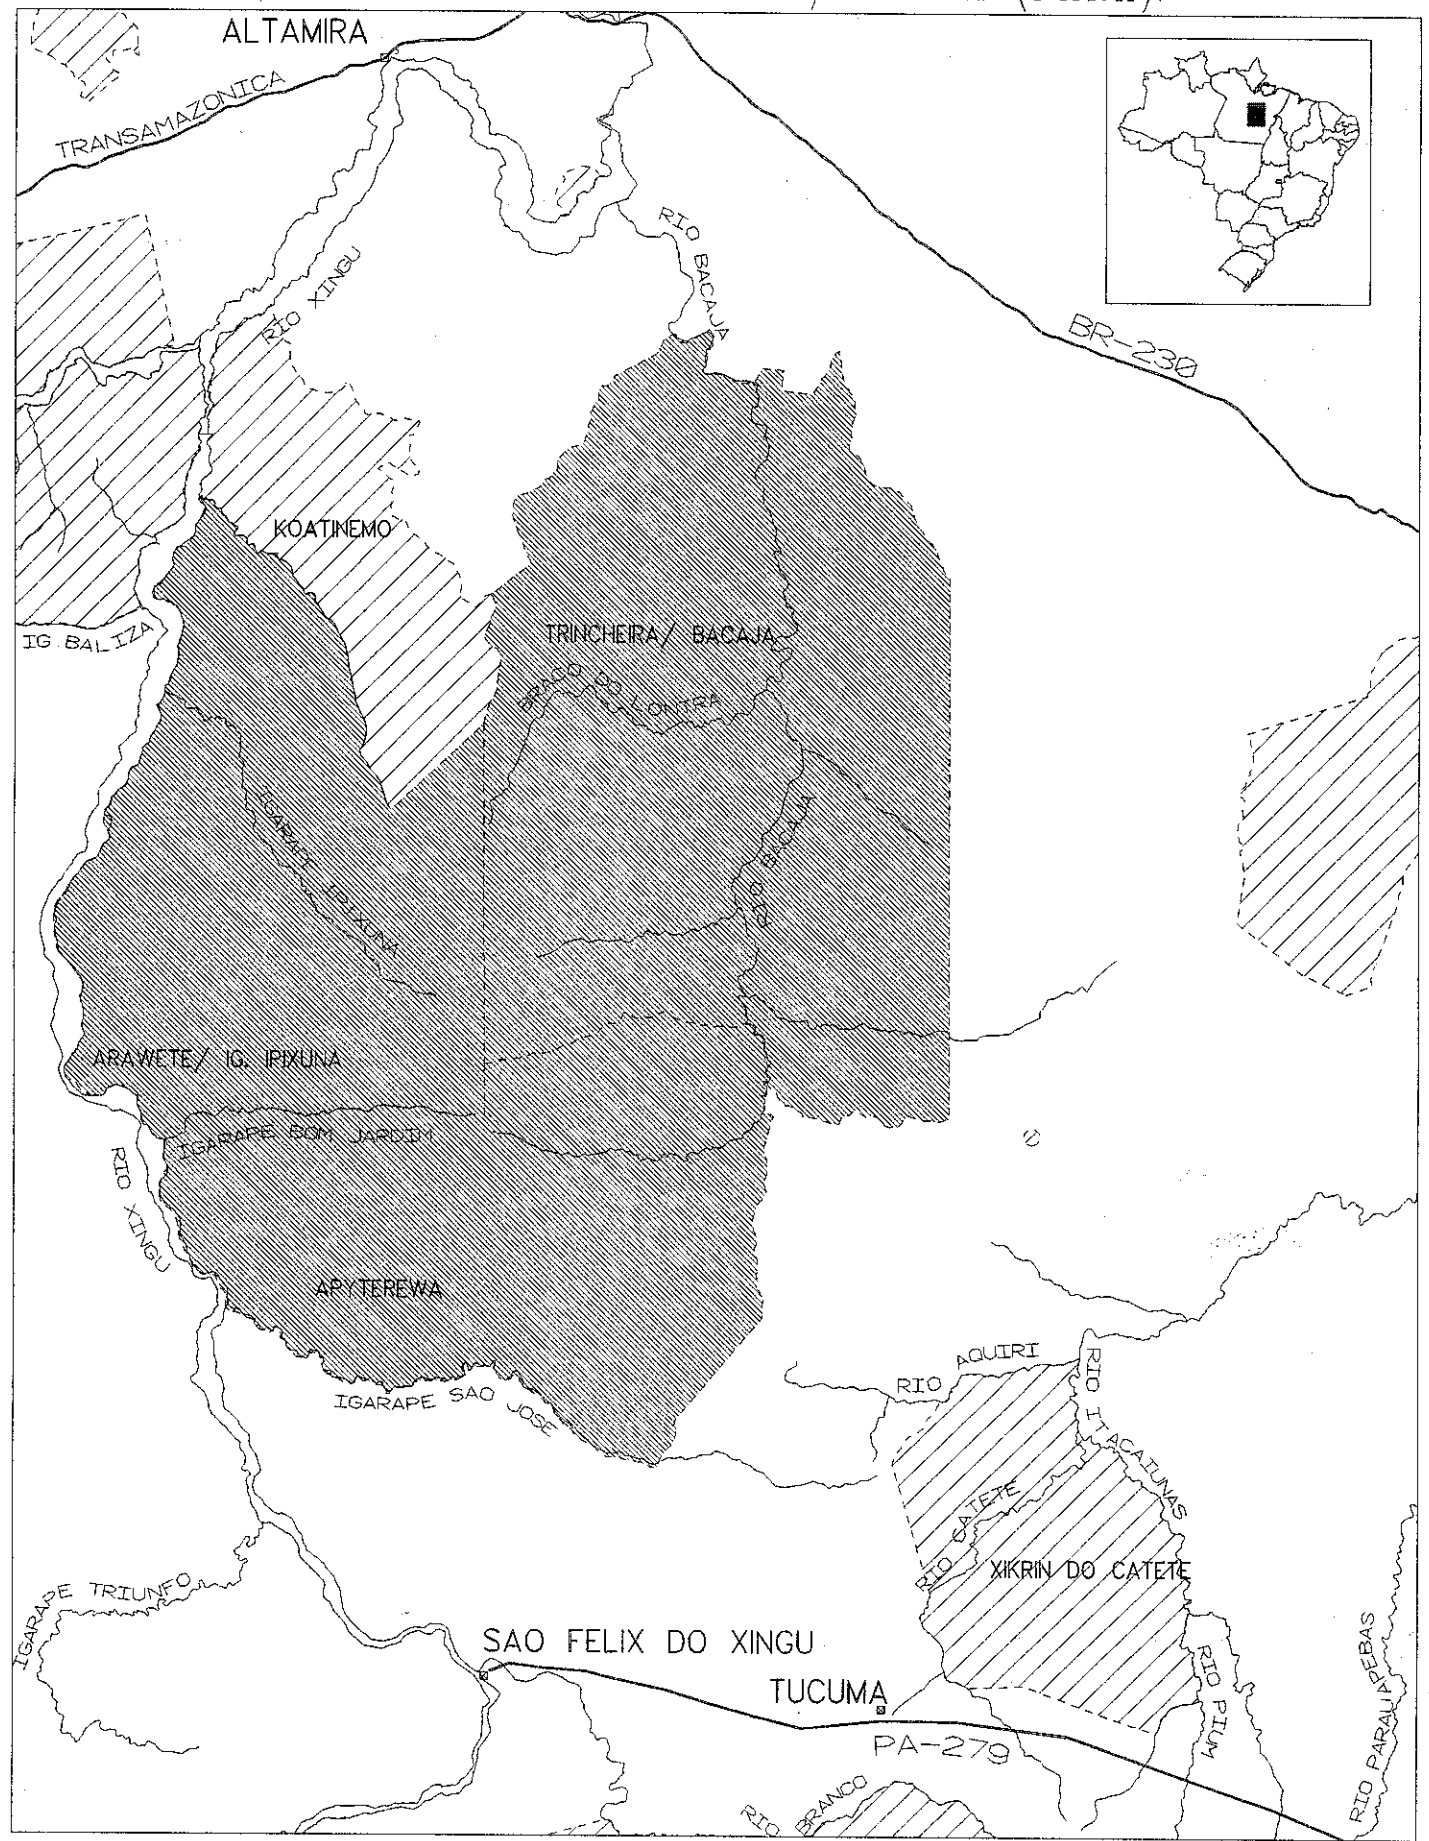 ALTAMIRA
TRANSAMAZONICA
RIO XINGU
RIO BACAJA
BR-230
KOATINEMO
IG. BALIZA
TRINCHEIRA/ BACAJA
BRACO DO LONTRA
IGARAPE IPIXUNA
RIO BACAJA
ARAWETE/ IG. IPIXUNA
IGARAPE BOM JARDIM
RIO XINGU
APYTEREWA
IGARAPE SAO JOSE
RIO AQUIRI
RIO ITACAIUNAS
RIO CATETE
XIKRIN DO CATETE
IGARAPE TRIUNFO
SAO FELIX DO XINGU
TUCUMA
PA-279
RIO PIUM
RIO PARAUAPEBAS
RIO BRANCO